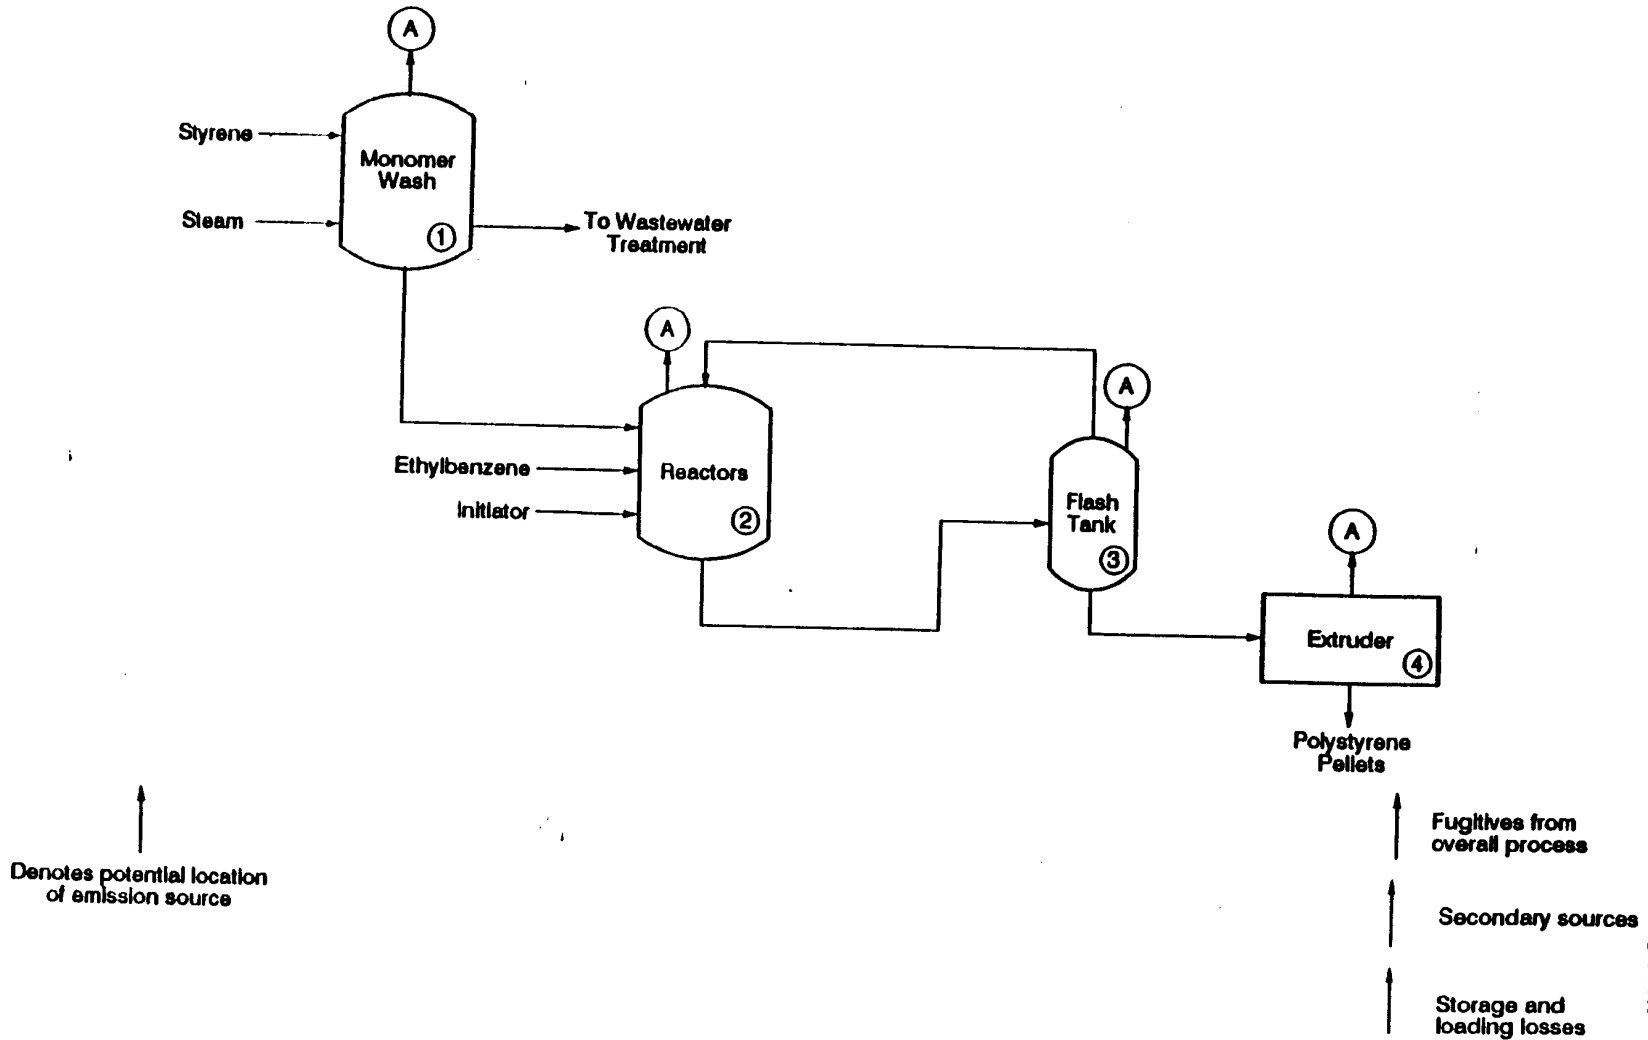 A
Styrene
Monomer
Wash
Steam
1
To Wastewater
Treatment
A
A
Ethylbenzene
Reactors
Initiator
2
Flash
Tank
3
A
Extruder
4
Polystyrene
Pellets
Denotes potential location
of emission source
Fugitives from
overall process
Secondary sources
Storage and
loading losses